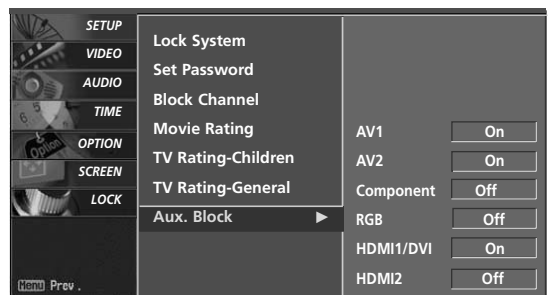 SETUP
VIDEO
AUDIO
TIME
OPTION
SCREEN
LOCK
Lock System
Set Password
Block Channel
Movie Rating
TV Rating-Children
TV Rating-General
Aux. Block ▶
AV1 On
AV2 On
Component Off
RGB Off
HDMI1/DVI On
HDMI2 Off
Menu Prev.